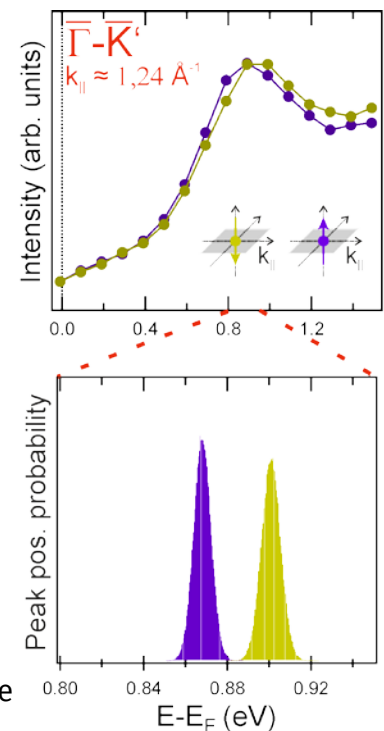 Γ̅-K̅‘
k|| ≈ 1,24 Å⁻¹
Intensity (arb. units)
k|| k||
0.0 0.4 0.8 1.2
Peak pos. probability
e
0.80 0.84 0.88 0.92
E-E_F (eV)